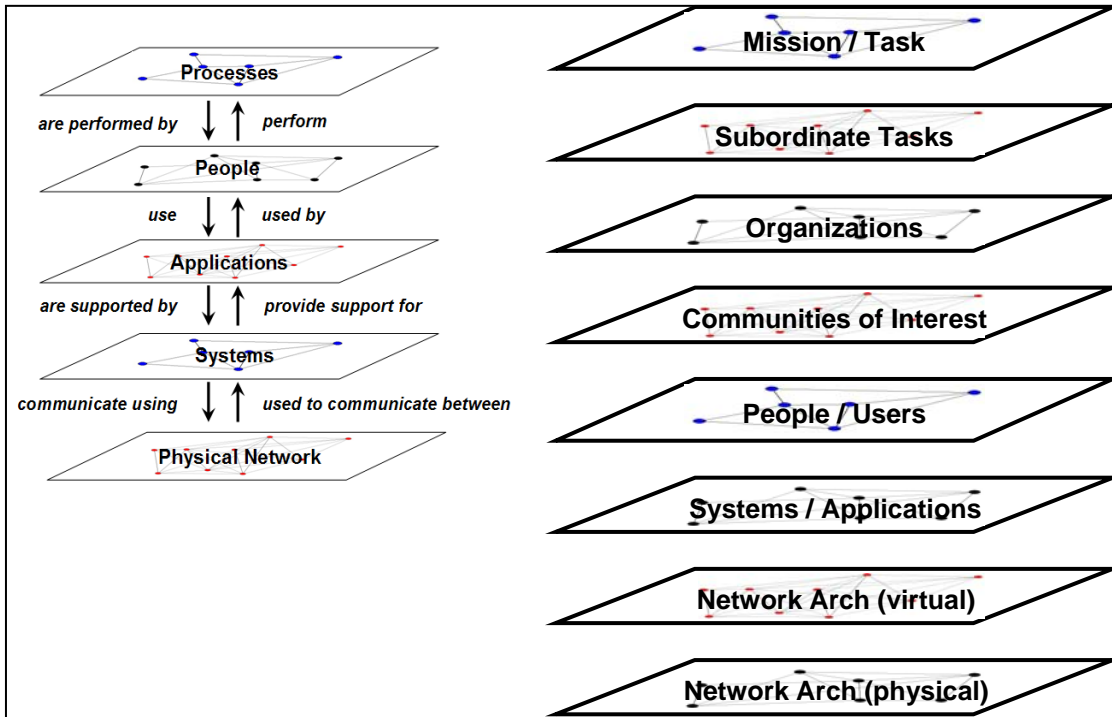 Processes
are performed by
perform
People
use
used by
Applications
are supported by
provide support for
Systems
communicate using
used to communicate between
Physical Network
Mission / Task
Subordinate Tasks
Organizations
Communities of Interest
People / Users
Systems / Applications
Network Arch (virtual)
Network Arch (physical)